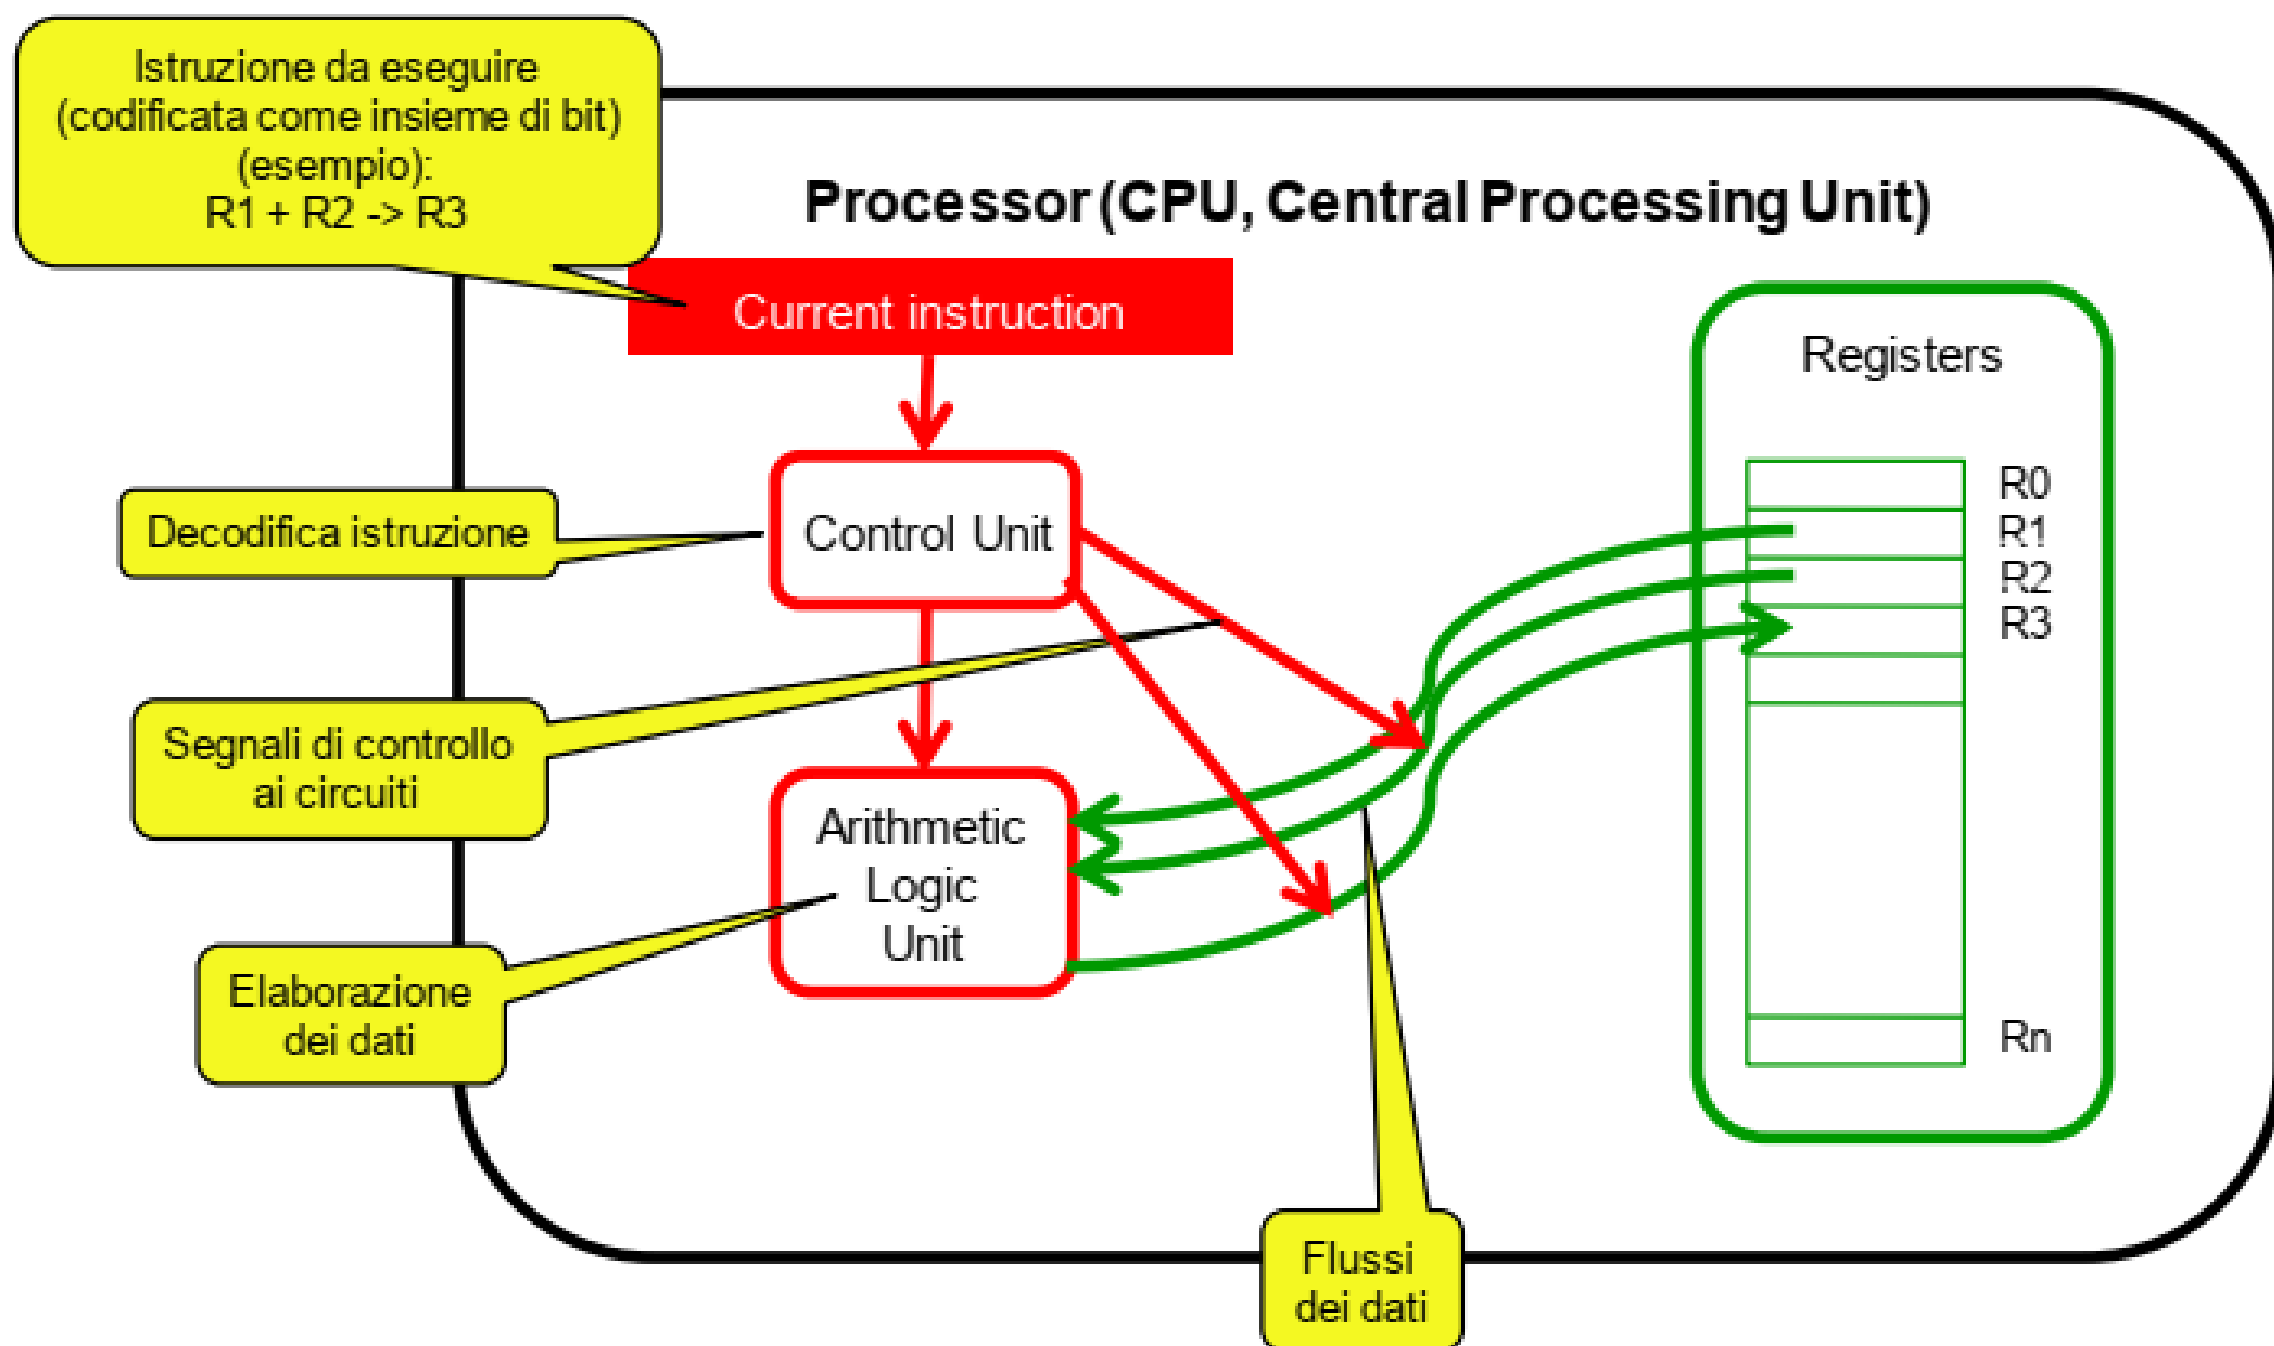 Istruzione da eseguire
(codificata come insieme di bit)
(esempio):
R1 + R2 -> R3
Processor (CPU, Central Processing Unit)
Current instruction
Registers
R0
R1
R2
R3
Rn
Decodifica istruzione
Control Unit
Segnali di controllo
ai circuiti
Arithmetic
Logic
Unit
Elaborazione
dei dati
Flussi
dei dati